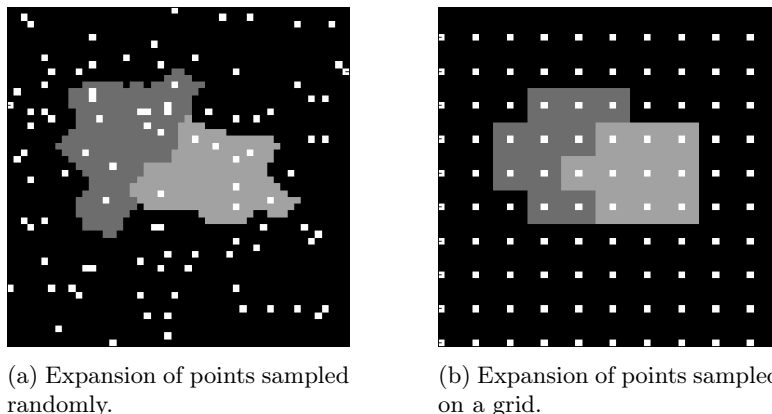 (a) Expansion of points sampled
randomly.
(b) Expansion of points sampled
on a grid.